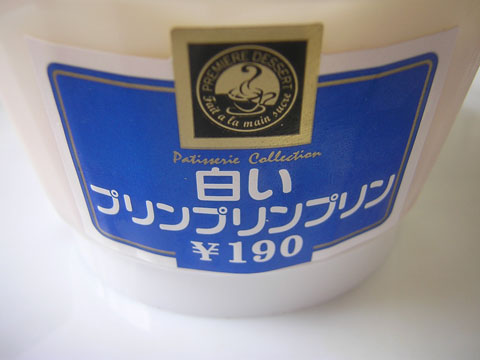 PREMIERE DESSERT
Fait a la main sucre
Patisserie Collection
白い
プリンプリンプリン
¥190